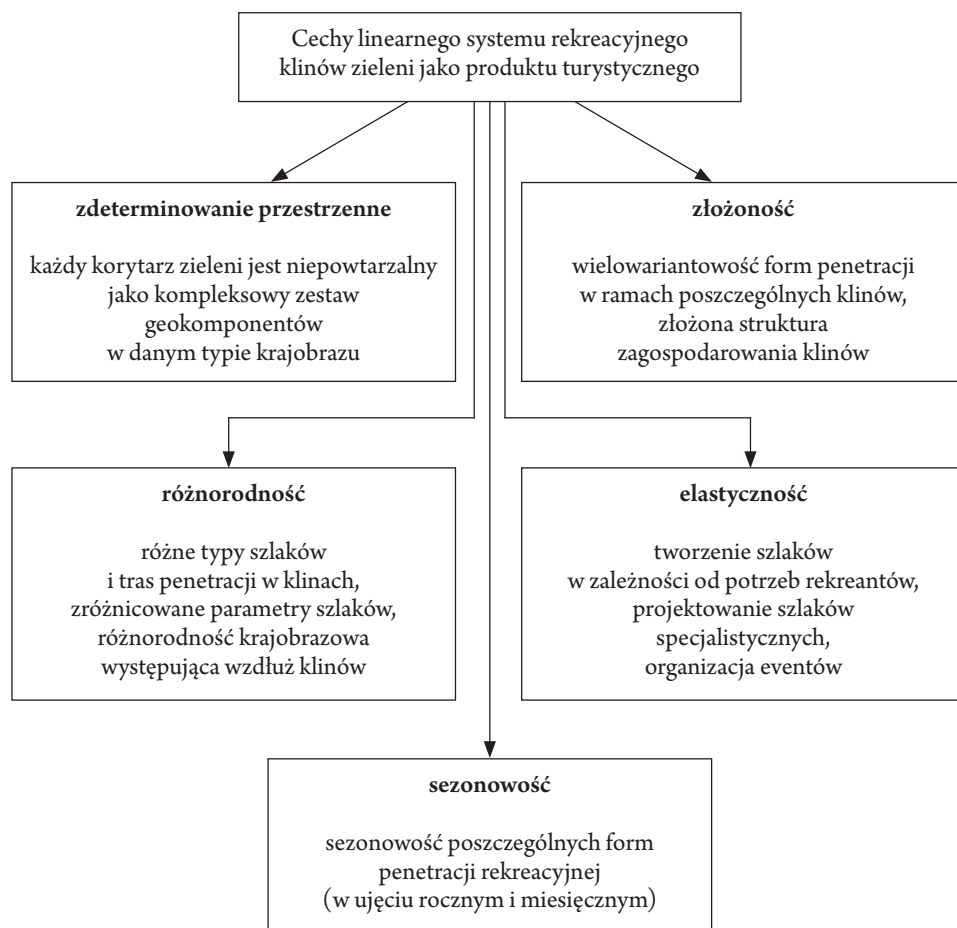 Cechy linearnego systemu rekreacyjnego
klinów zieleni jako produktu turystycznego
zdeterminowanie przestrzenne
każdy korytarz zieleni jest niepowtarzalny
jako kompleksowy zestaw
geokomponentów
w danym typie krajobrazu
złożoność
wielowariantowość form penetracji
w ramach poszczególnych klinów,
złożona struktura
zagospodarowania klinów
różnorodność
różne typy szlaków
i tras penetracji w klinach,
zróżnicowane parametry szlaków,
różnorodność krajobrazowa
występująca wzdłuż klinów
elastyczność
tworzenie szlaków
w zależności od potrzeb rekreantów,
projektowanie szlaków
specjalistycznych,
organizacja eventów
sezonowość
sezonowość poszczególnych form
penetracji rekreacyjnej
(w ujęciu rocznym i miesięcznym)